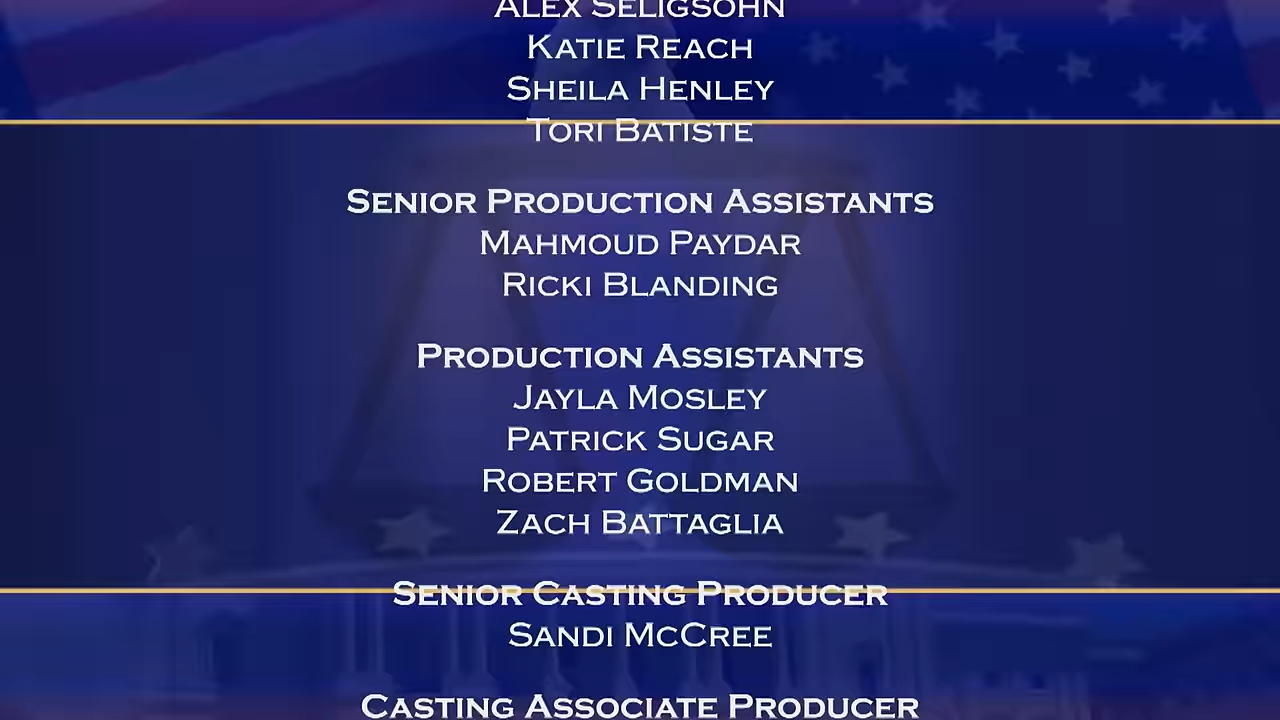 ALEX SELIGSOHN
KATIE REACH
SHEILA HENLEY
TORI BATISTE
SENIOR PRODUCTION ASSISTANTS
MAHMOUD PAYDAR
RICKI BLANDING
PRODUCTION ASSISTANTS
JAYLA MOSLEY
PATRICK SUGAR
ROBERT GOLDMAN
ZACH BATTAGLIA
SENIOR CASTING PRODUCER
SANDI MCCREE
CASTING ASSOCIATE PRODUCER